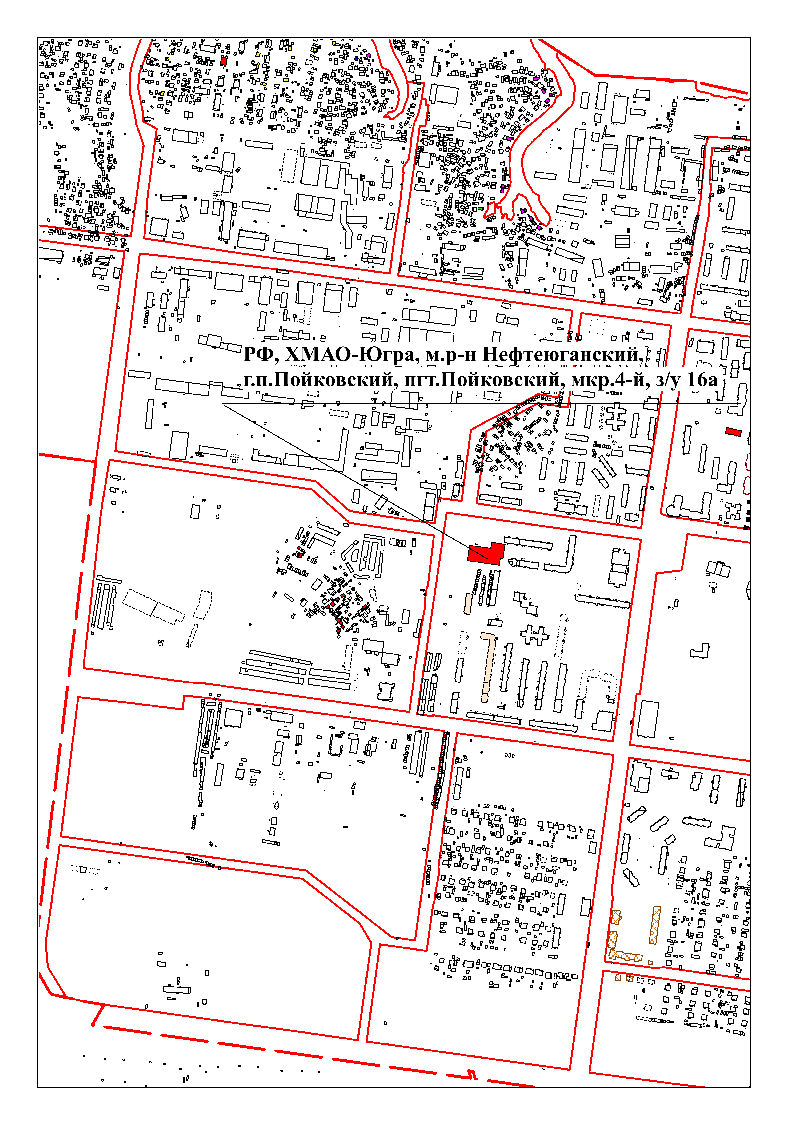 РФ, ХМАО-Югра, м.р-н Нефтеюганский,
г.п.Пойковский, пгт.Пойковский, мкр.4-й, з/у 16а